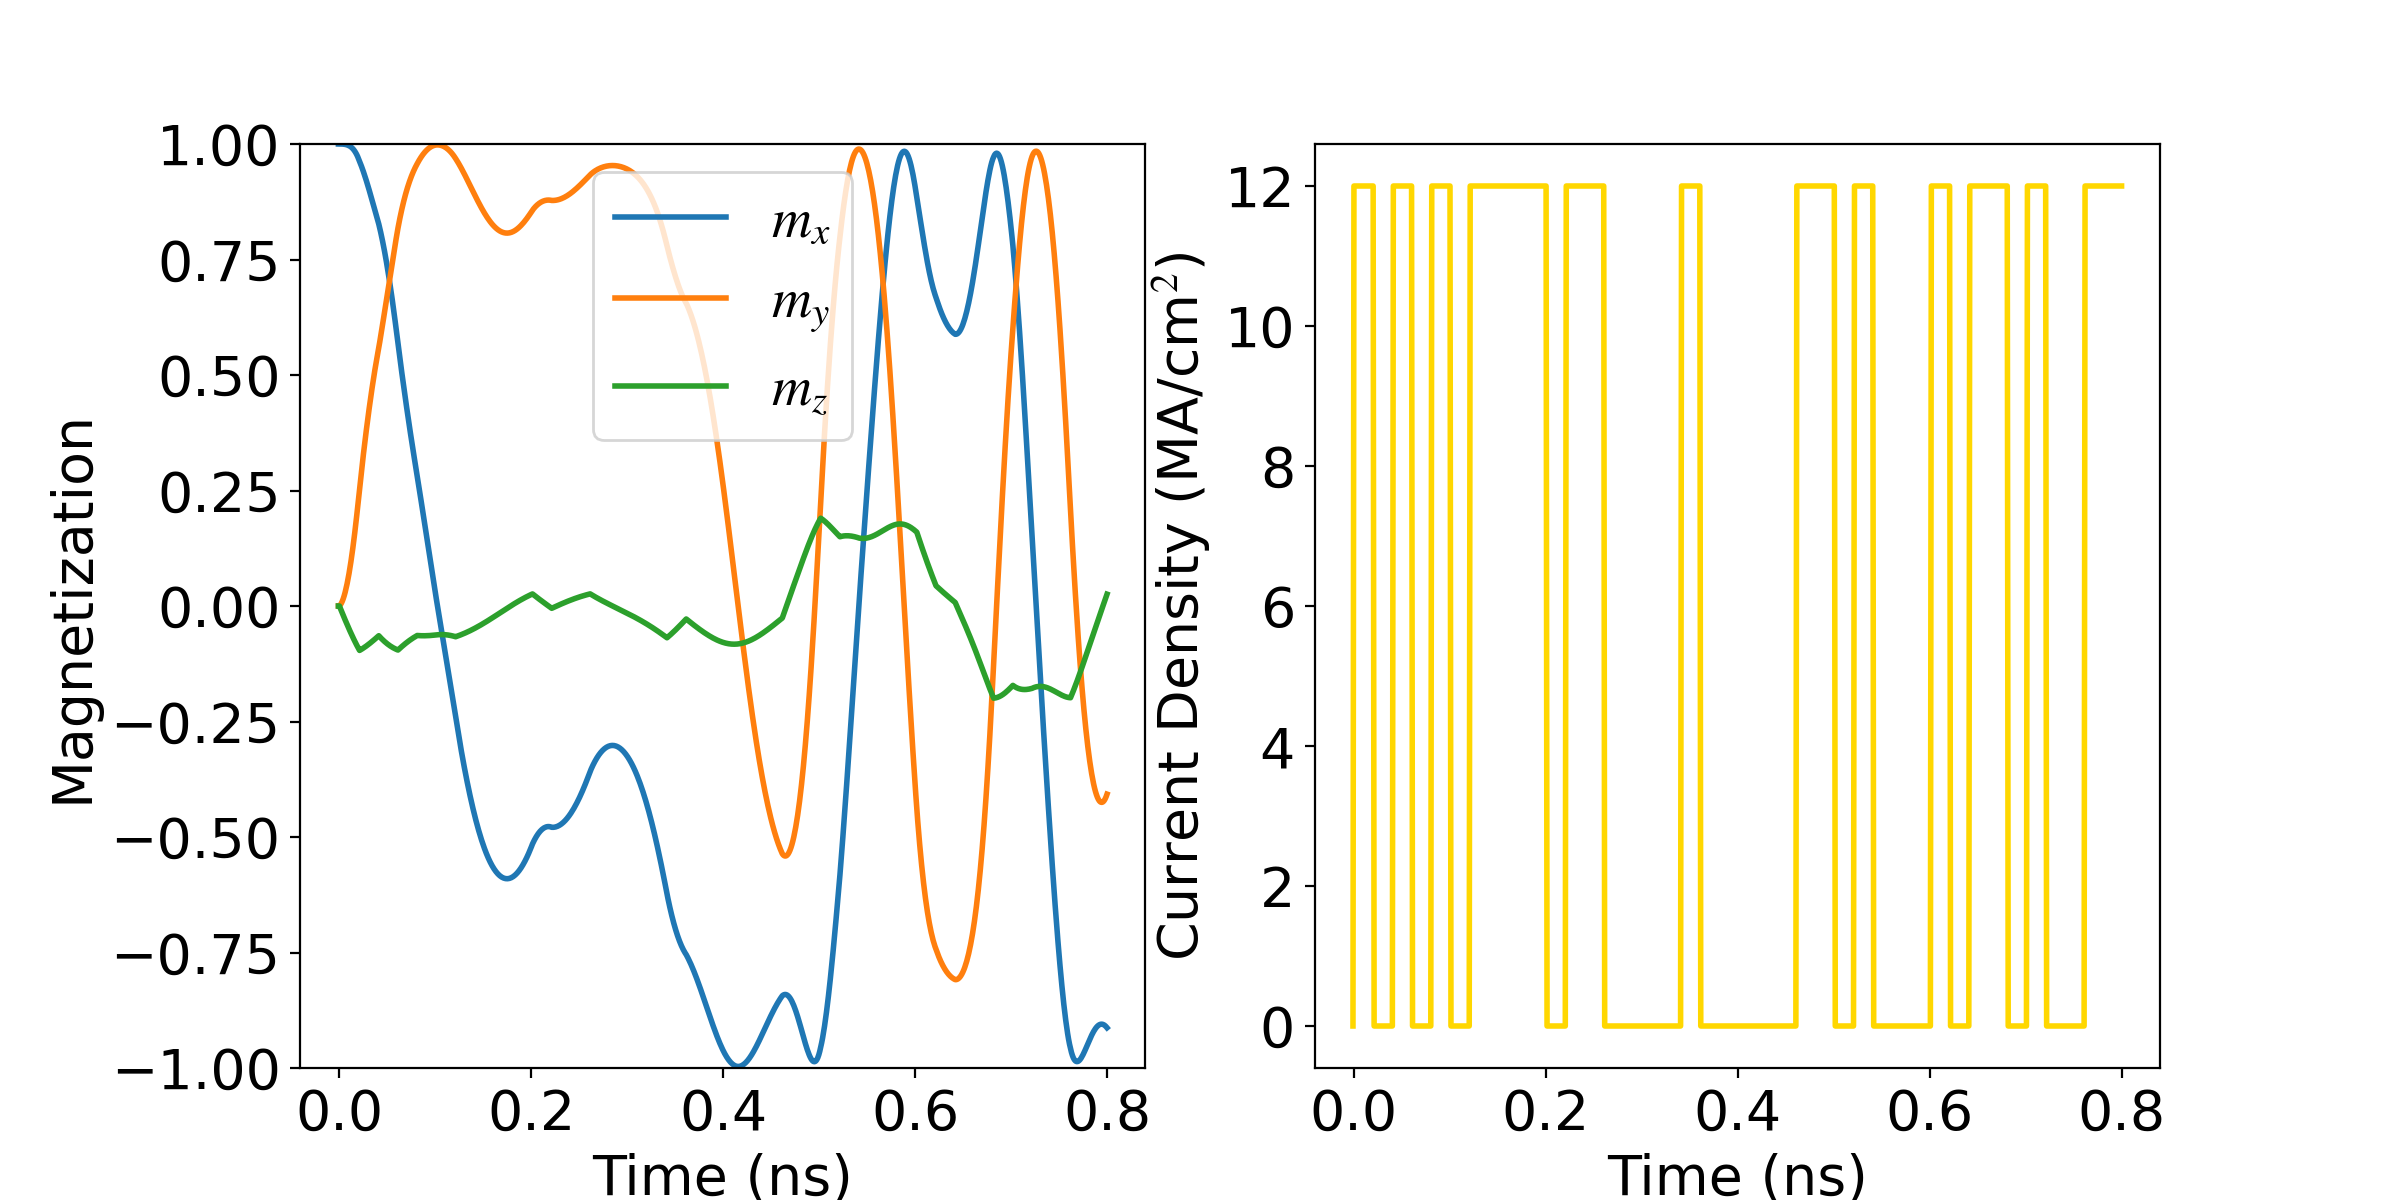 Magnetization
1.00
0.75
0.50
0.25
0.00
−0.25
−0.50
−0.75
−1.00
0.0 0.2 0.4 0.6 0.8
Time (ns)
m_x
m_y
m_z
Current Density (MA/cm²)
12
10
8
6
4
2
0
0.0 0.2 0.4 0.6 0.8
Time (ns)